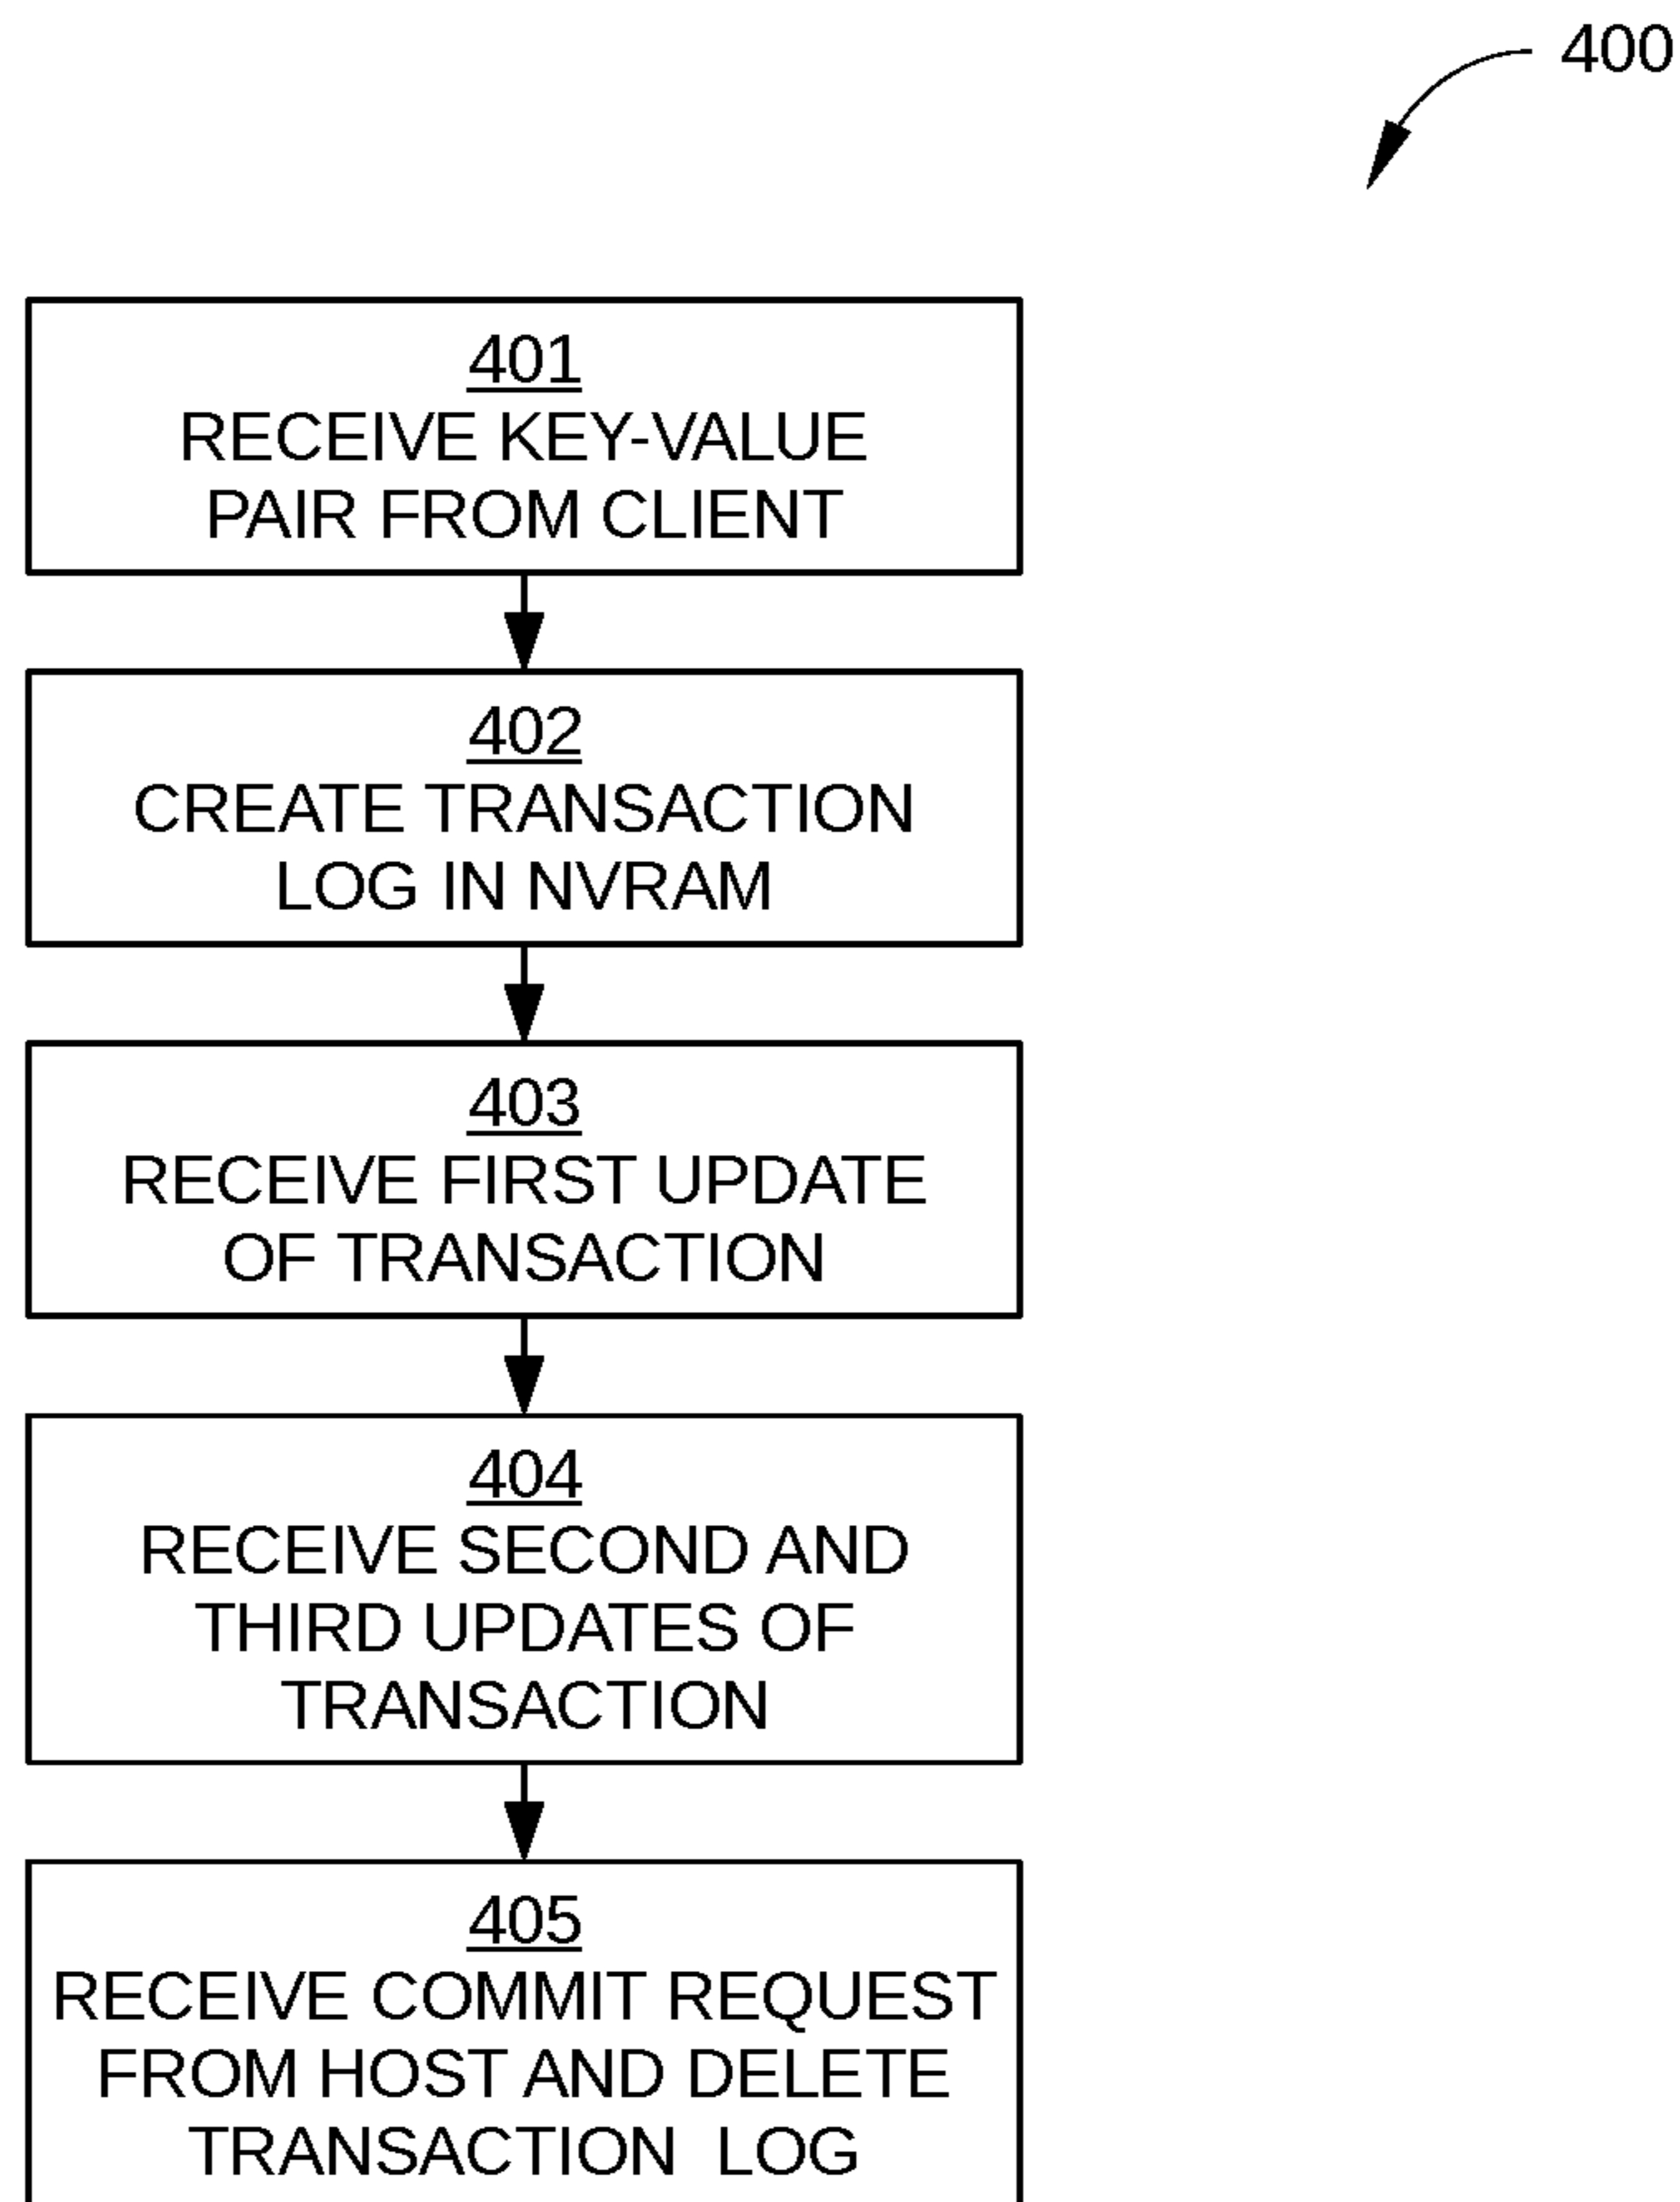 400
401
RECEIVE KEY-VALUE
PAIR FROM CLIENT
402
CREATE TRANSACTION
LOG IN NVRAM
403
RECEIVE FIRST UPDATE
OF TRANSACTION
404
RECEIVE SECOND AND
THIRD UPDATES OF
TRANSACTION
405
RECEIVE COMMIT REQUEST
FROM HOST AND DELETE
TRANSACTION LOG